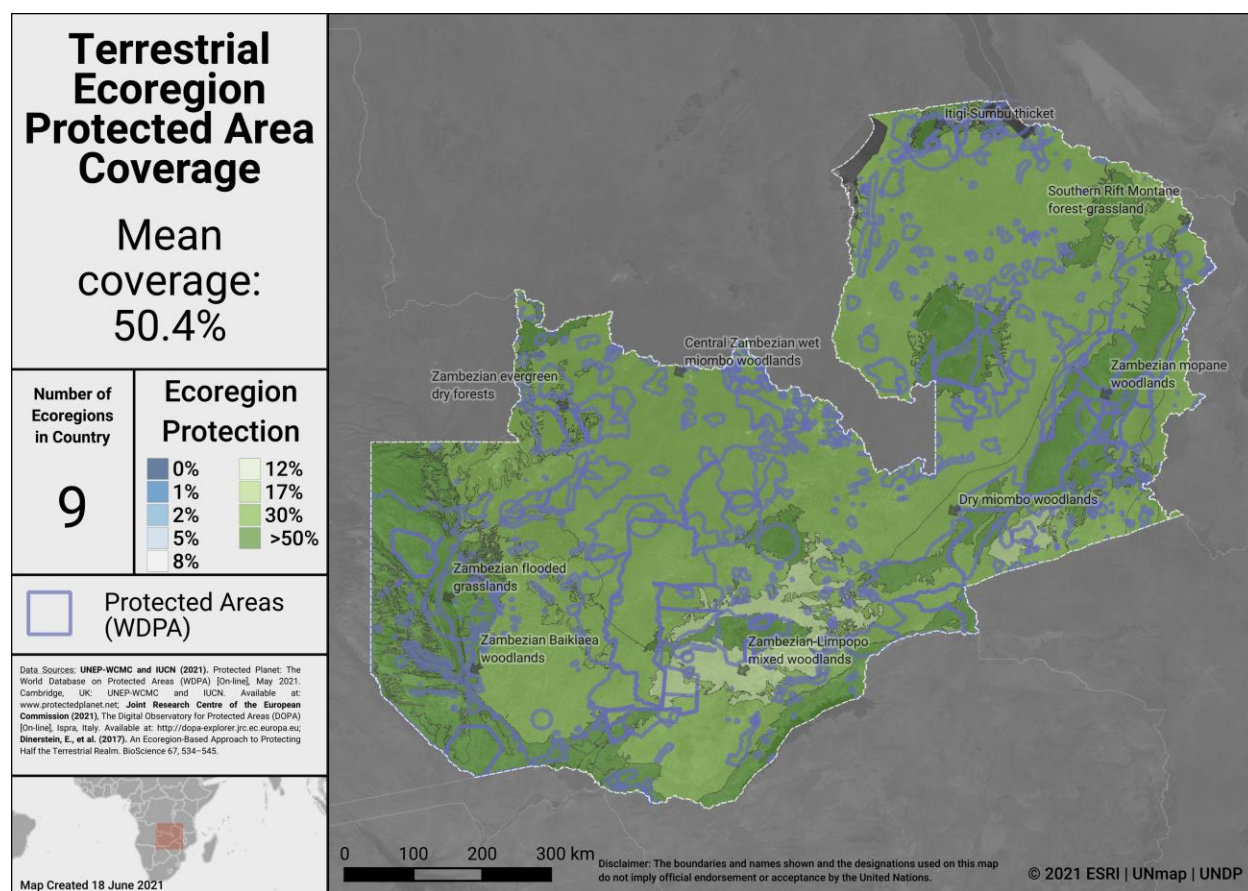 Terrestrial
Ecoregion
Protected Area
Coverage
Mean
coverage:
50.4%
Number of
Ecoregions
in Country
9
Ecoregion
Protection
0%
1%
2%
5%
8%
12%
17%
30%
>50%
Protected Areas
(WDPA)
Data Sources: UNEP-WCMC and IUCN (2021). Protected Planet: The
World Database on Protected Areas (WDPA) [On-line], May 2021.
Cambridge, UK: UNEP-WCMC and IUCN. Available at:
www.protectedplanet.net; Joint Research Centre of the European
Commission (2021), The Digital Observatory for Protected Areas (DOPA)
[On-line], Ispra, Italy. Available at: http://dopa-explorer.jrc.ec.europa.eu;
Dinerstein, E., et al. (2017). An Ecoregion-Based Approach to Protecting
Half the Terrestrial Realm. BioScience 67, 534–545.
Map Created 18 June 2021
Itigi-Sumbu thicket
Southern Rift Montane
forest-grassland
Central Zambezian wet
miombo woodlands
Zambezian evergreen
dry forests
Zambezian mopane
woodlands
Dry miombo woodlands
Zambezian flooded
grasslands
Zambezian Baikiaea
woodlands
Zambezian-Limpopo
mixed woodlands
0 100 200 300 km
Disclaimer: The boundaries and names shown and the designations used on this map
do not imply official endorsement or acceptance by the United Nations.
© 2021 ESRI | UNmap | UNDP